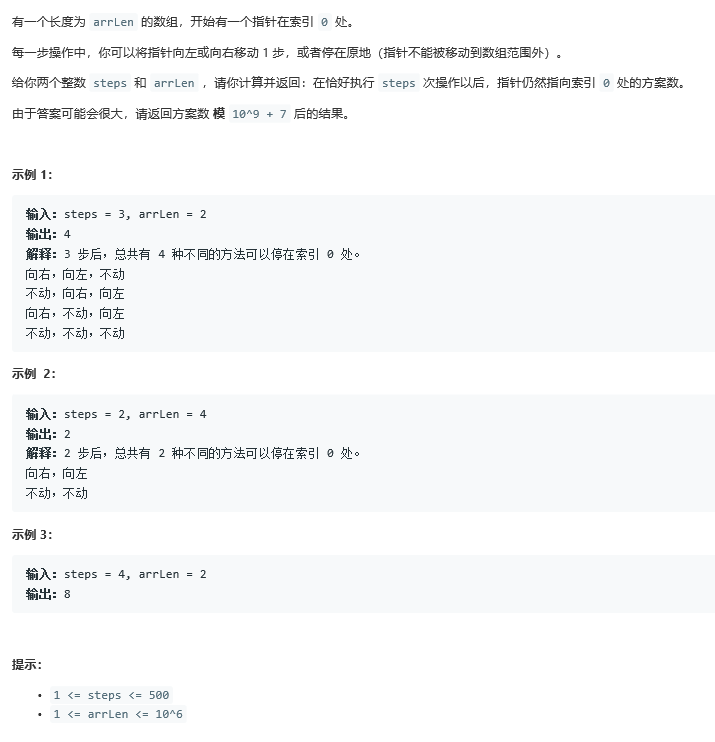 有一个长度为 arrLen 的数组，开始有一个指针在索引 0 处。
每一步操作中，你可以将指针向左或向右移动 1 步，或者停在原地（指针不能被移动到数组范围外）。
给你两个整数 steps 和 arrLen ，请你计算并返回：在恰好执行 steps 次操作以后，指针仍然指向索引 0 处的方案数。
由于答案可能会很大，请返回方案数 模 10^9 + 7 后的结果。
示例 1：
输入：steps = 3, arrLen = 2
输出：4
解释：3 步后，总共有 4 种不同的方法可以停在索引 0 处。
向右，向左，不动
不动，向右，向左
向右，不动，向左
不动，不动，不动
示例 2：
输入：steps = 2, arrLen = 4
输出：2
解释：2 步后，总共有 2 种不同的方法可以停在索引 0 处。
向右，向左
不动，不动
示例 3：
输入：steps = 4, arrLen = 2
输出：8
提示：
• 1 <= steps <= 500
• 1 <= arrLen <= 10^6